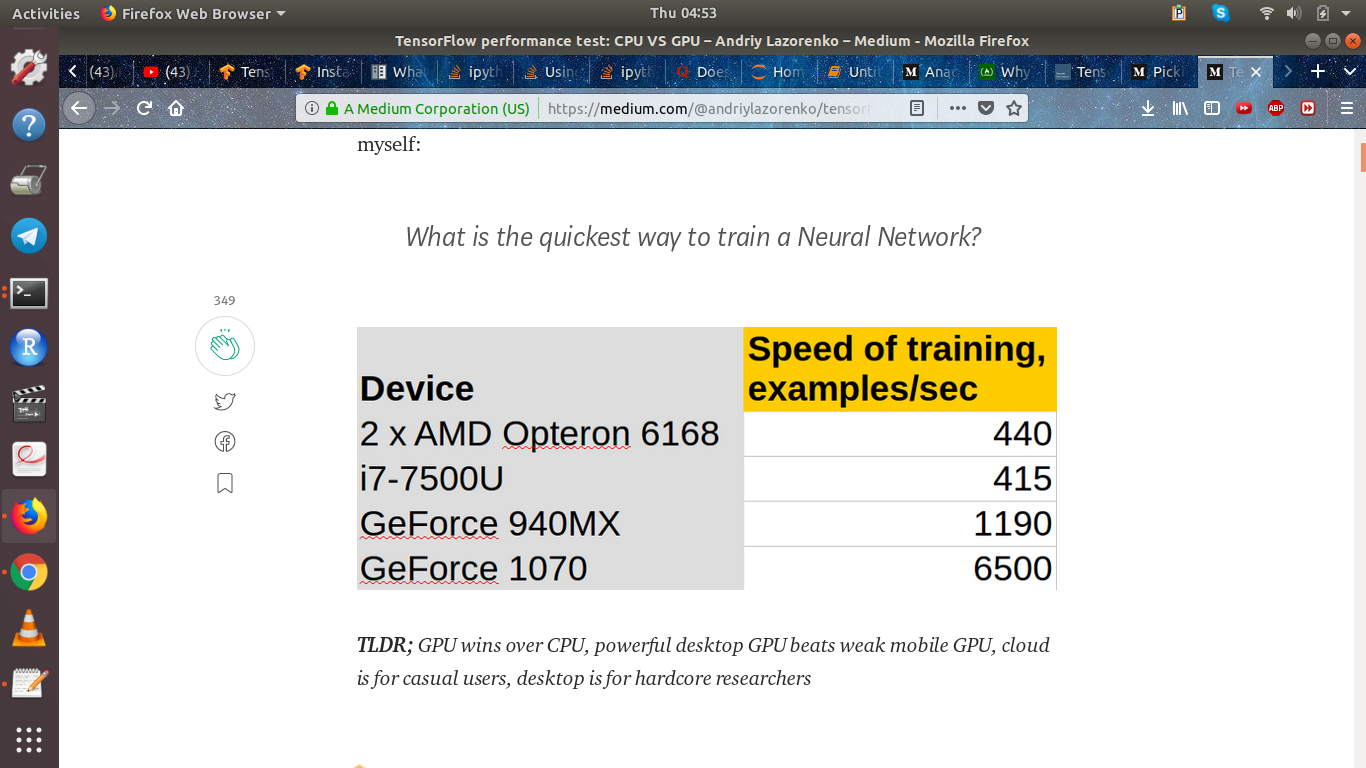 Activities Firefox Web Browser Thu 04:53
TensorFlow performance test: CPU VS GPU – Andriy Lazorenko – Medium - Mozilla Firefox
(43) (43) Tens Insta Wha ipyth Usin ipyth Does Hom Untit Anac Why Tens Picki Te
A Medium Corporation (US) https://medium.com/@andriylazorenko/tensorf
ABP
myself:
What is the quickest way to train a Neural Network?
349
Device Speed of training, examples/sec
2 x AMD Opteron 6168 440
i7-7500U 415
GeForce 940MX 1190
GeForce 1070 6500
TLDR; GPU wins over CPU, powerful desktop GPU beats weak mobile GPU, cloud
is for casual users, desktop is for hardcore researchers